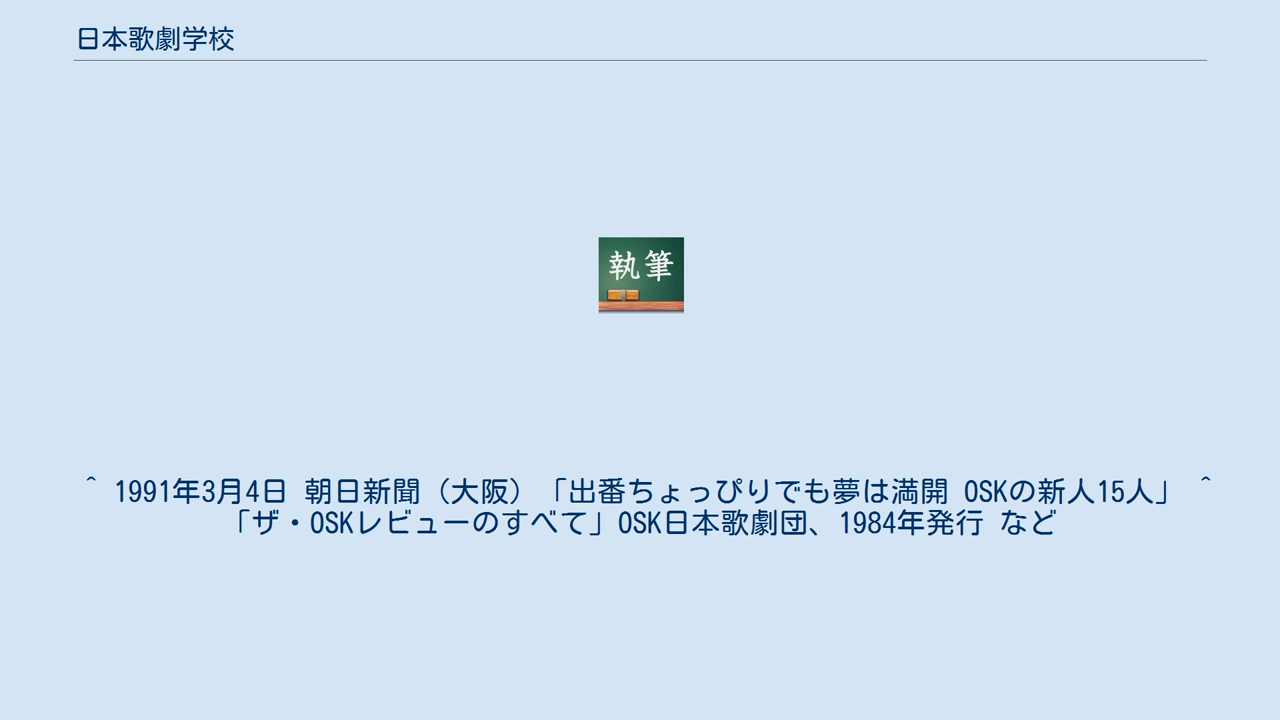 日本歌劇学校
執筆
^ 1991年3月4日 朝日新聞（大阪）「出番ちょっぴりでも夢は満開 OSKの新人15人」 ^
「ザ・OSKレビューのすべて」OSK日本歌劇団、1984年発行 など